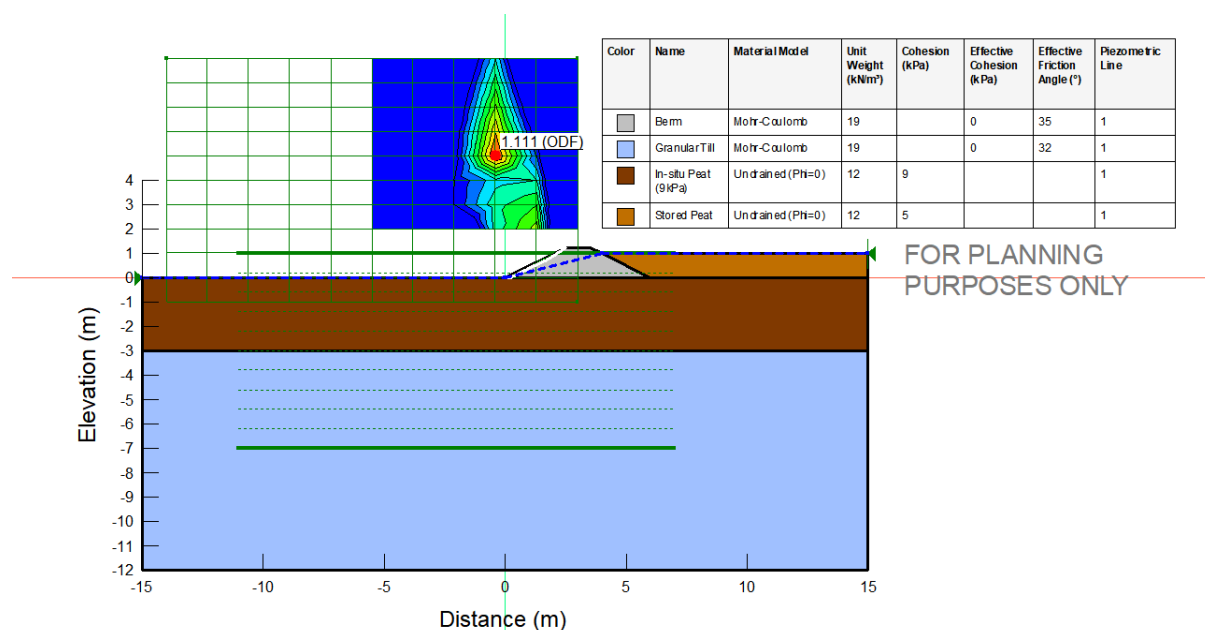 Color Name Material Model Unit Weight (kN/m³) Cohesion (kPa) Effective Cohesion (kPa) Effective Friction Angle (°) Piezometric Line
Berm Mohr-Coulomb 19 0 35 1
Granular Till Mohr-Coulomb 19 0 32 1
In-situ Peat (9kPa) Undrained (Phi=0) 12 9 1
Stored Peat Undrained (Phi=0) 12 5 1
1.111 (ODF)
FOR PLANNING
PURPOSES ONLY
Elevation (m)
4
3
2
1
0
-1
-2
-3
-4
-5
-6
-7
-8
-9
-10
-11
-12
-15 -10 -5 0 5 10 15
Distance (m)